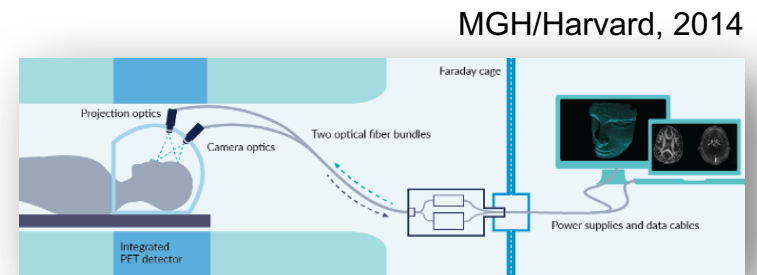 MGH/Harvard, 2014
Faraday cage
Projection optics
Camera optics
Two optical fiber bundles
Power supplies and data cables
Integrated
PET detector